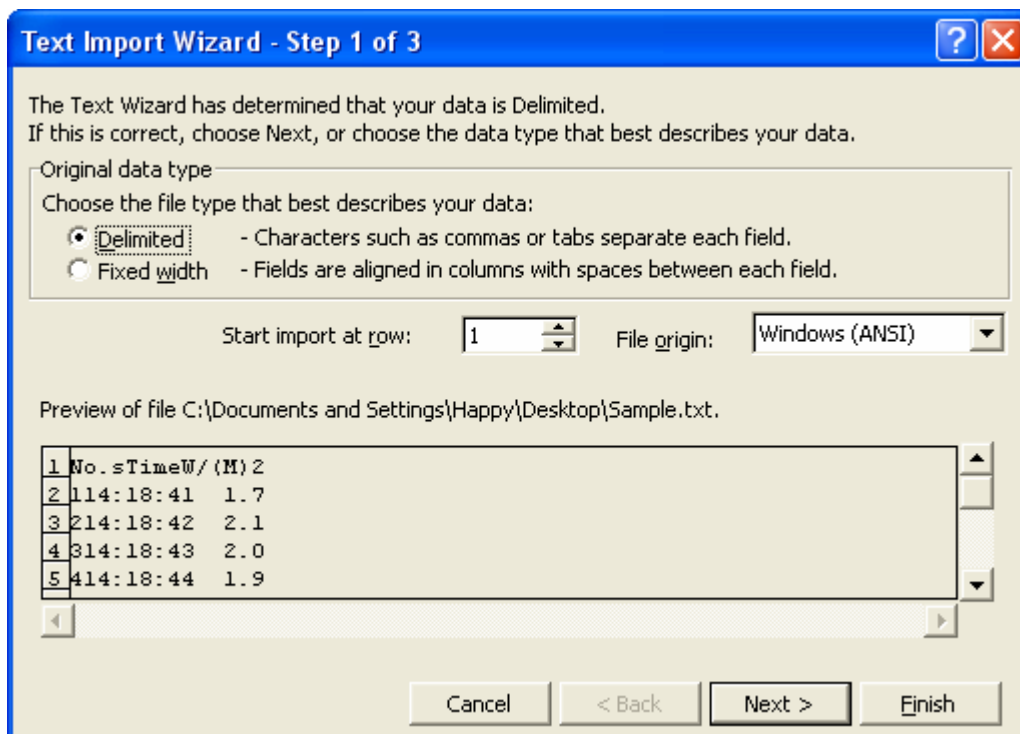 Text Import Wizard - Step 1 of 3
The Text Wizard has determined that your data is Delimited.
If this is correct, choose Next, or choose the data type that best describes your data.
Original data type
Choose the file type that best describes your data:
Delimited - Characters such as commas or tabs separate each field.
Fixed width - Fields are aligned in columns with spaces between each field.
Start import at row: 1 File origin: Windows (ANSI)
Preview of file C:\Documents and Settings\Happy\Desktop\Sample.txt.
1 No.sTimeW/(M)2
2 114:18:41 1.7
3 214:18:42 2.1
4 314:18:43 2.0
5 414:18:44 1.9
Cancel < Back Next > Finish